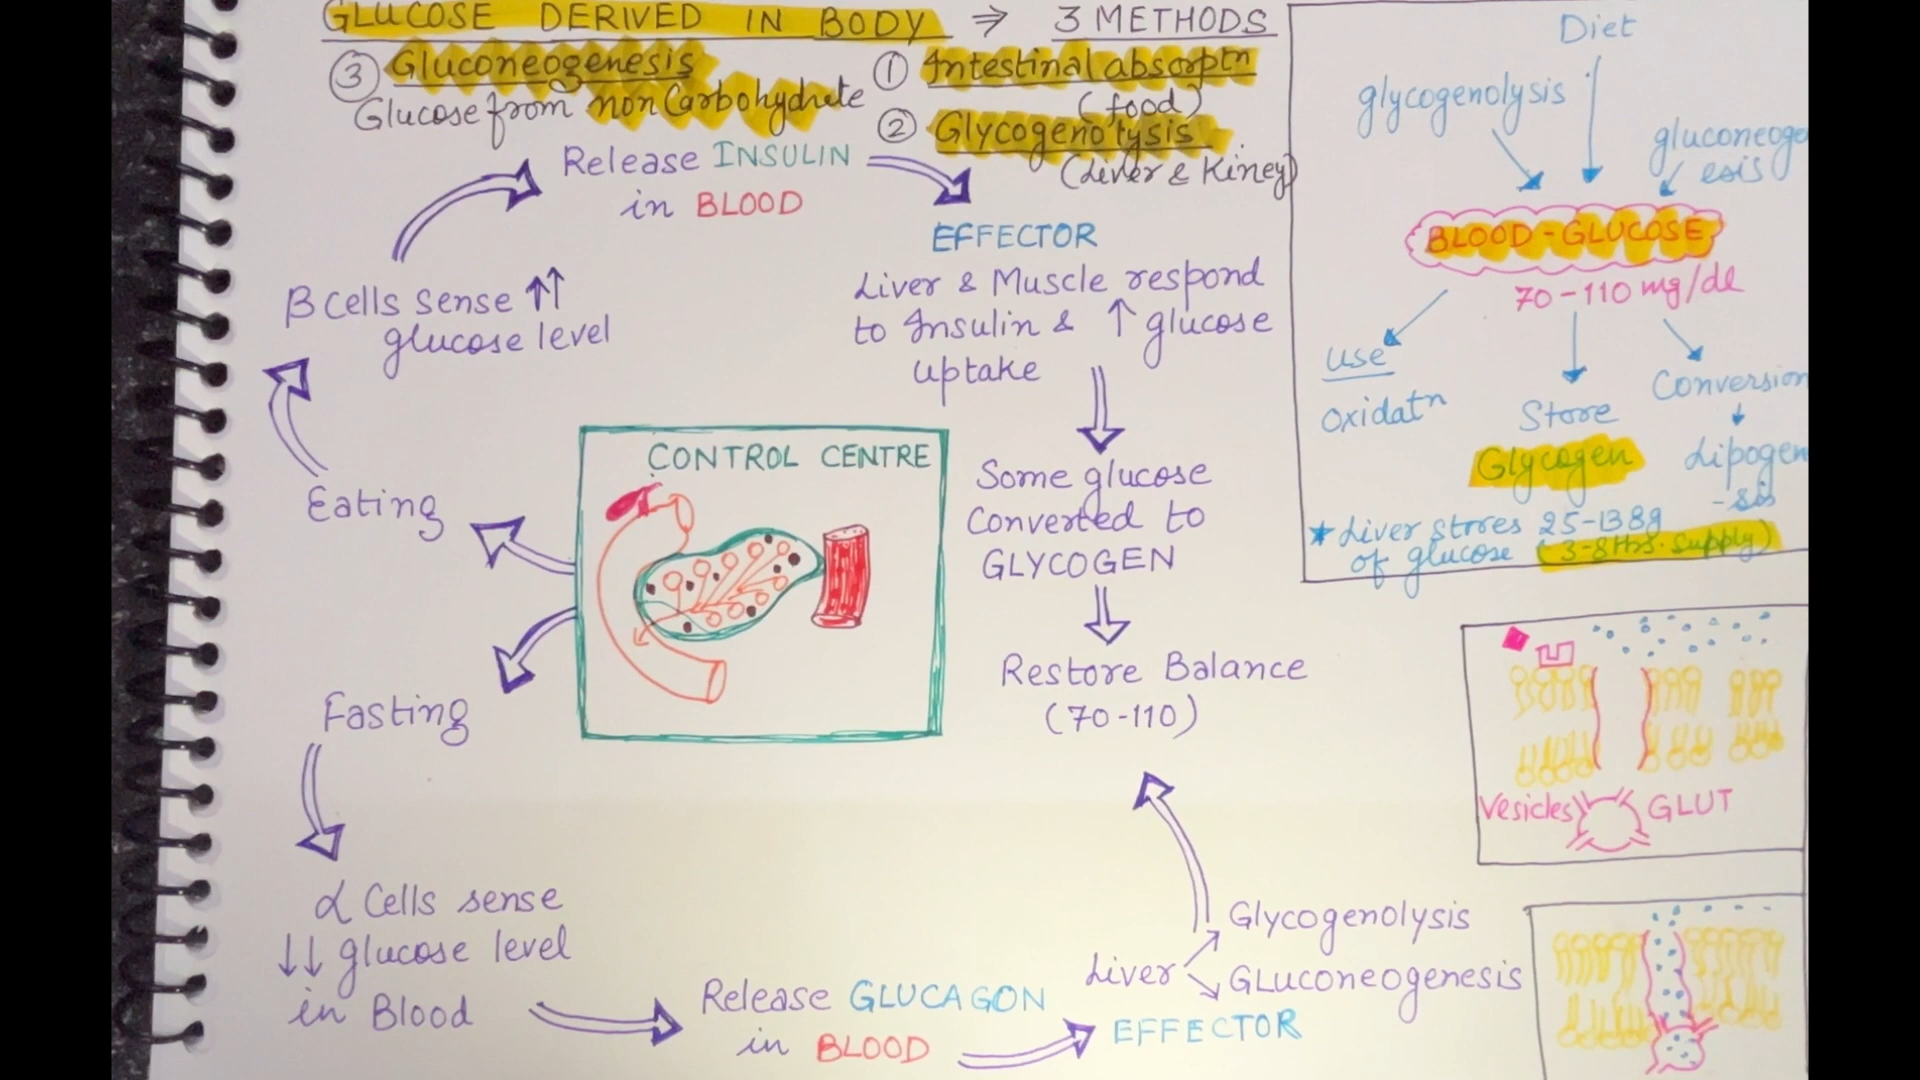 GLUCOSE DERIVED IN BODY ⇒ 3 METHODS
③ Gluconeogenesis
Glucose from non Carbohydrate
① Intestinal absorptn
(food)
② Glycogenolysis
(Liver & Kiney)
Release INSULIN
in BLOOD
EFFECTOR
Liver & Muscle respond
to Insulin & ↑ glucose
uptake
Some glucose
Converted to
GLYCOGEN
Restore Balance
(70-110)
β Cells sense ↑↑
glucose level
Eating
CONTROL CENTRE
Fasting
α Cells sense
↓↓ glucose level
in Blood
Release GLUCAGON
in BLOOD
Liver
Glycogenolysis
Gluconeogenesis
EFFECTOR
Diet
glycogenolysis
gluconeoge
esis
BLOOD-GLUCOSE
70-110 mg/dl
use
oxidatn
Store
Glycogen
Conversion
Lipogen
-sis
* Liver stores 25-138g
of glucose (3-8Hrs. Supply)
Vesicles
GLUT